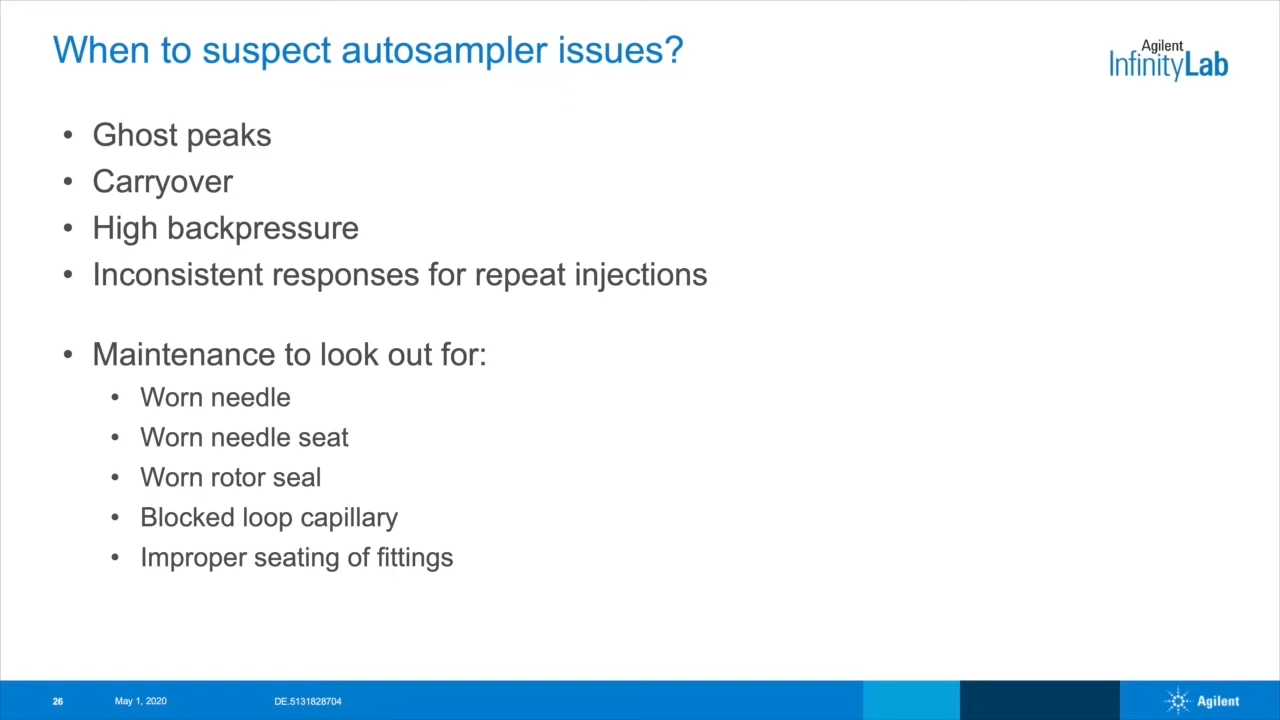 When to suspect autosampler issues?
Agilent
InfinityLab
• Ghost peaks
• Carryover
• High backpressure
• Inconsistent responses for repeat injections
• Maintenance to look out for:
• Worn needle
• Worn needle seat
• Worn rotor seal
• Blocked loop capillary
• Improper seating of fittings
26 May 1, 2020 DE.5131828704 Agilent